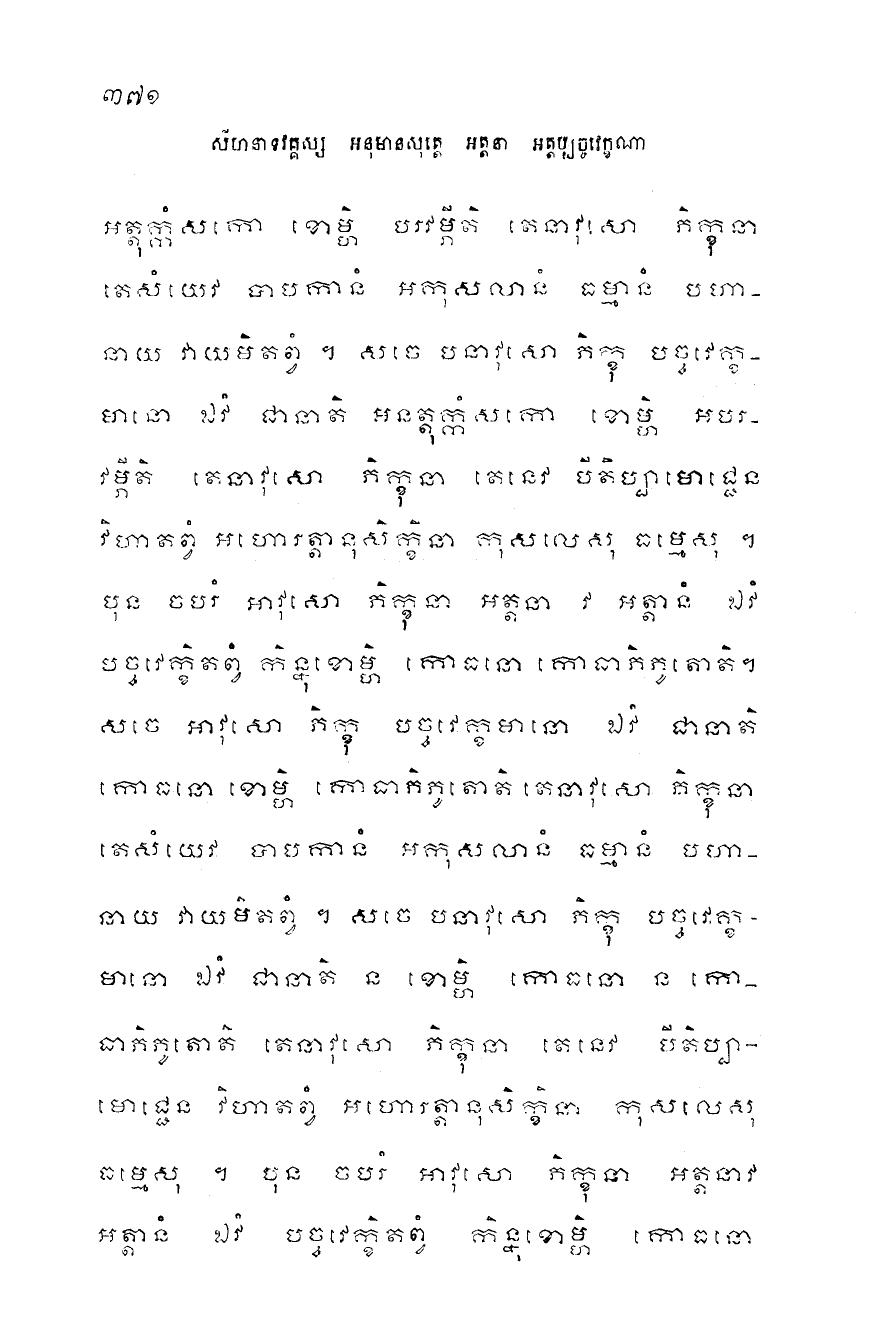 ៣៧១
សីហនាទវគ្គស្ស អនុមានសុត្តេ អត្តនា អត្តប្បច្ចវេក្ខណា
អត្តុក្កំសកោ ខោម្ហិ បរវម្ភីតិ តេនាវុសោ ភិក្ខុនា
តេសំយេវ បាបកានំ អកុសលានំ ធម្មានំ បហា-
នាយ វាយមិតព្វំ ។ សចេ បនាវុសោ ភិក្ខុ បច្ចវេក្ខ-
មានោ ឯវំ ជានាតិ អនត្តុក្កំសកោ ខោម្ហិ អបរ-
វម្ភីតិ តេនាវុសោ ភិក្ខុនា តេនេវ បីតិប្បាមោជ្ជេន
វិហាតព្វំ អហោរត្តានុសិក្ខិនា កុសលេសុ ធម្មេសុ ។
បុន ចបរំ អាវុសោ ភិក្ខុនា អត្តនា វ អត្តានំ ឯវំ
បច្ចវេក្ខិតព្វំ កិន្នុខោម្ហិ កោធនោ កោធាភិភូតោតិ។
សចេ អាវុសោ ភិក្ខុ បច្ចវេក្ខមានោ ឯវំ ជានាតិ
កោធនោ ខោម្ហិ កោធាភិភូតោតិ តេនាវុសោ ភិក្ខុនា
តេសំយេវ បាបកានំ អកុសលានំ ធម្មានំ បហា-
នាយ វាយមិតព្វំ ។ សចេ បនាវុសោ ភិក្ខុ បច្ចវេក្ខ-
មានោ ឯវំ ជានាតិ ន ខោម្ហិ កោធនោ ន កោ-
ធាភិភូតោតិ តេនាវុសោ ភិក្ខុនា តេនេវ បីតិប្បា-
មោជ្ជេន វិហាតព្វំ អហោរត្តានុសិក្ខិនា កុសលេសុ
ធម្មេសុ ។ បុន ចបរំ អាវុសោ ភិក្ខុនា អត្តនាវ
អត្តានំ ឯវំ បច្ចវេក្ខិតព្វំ កិន្នុខោម្ហិ កោធនោ